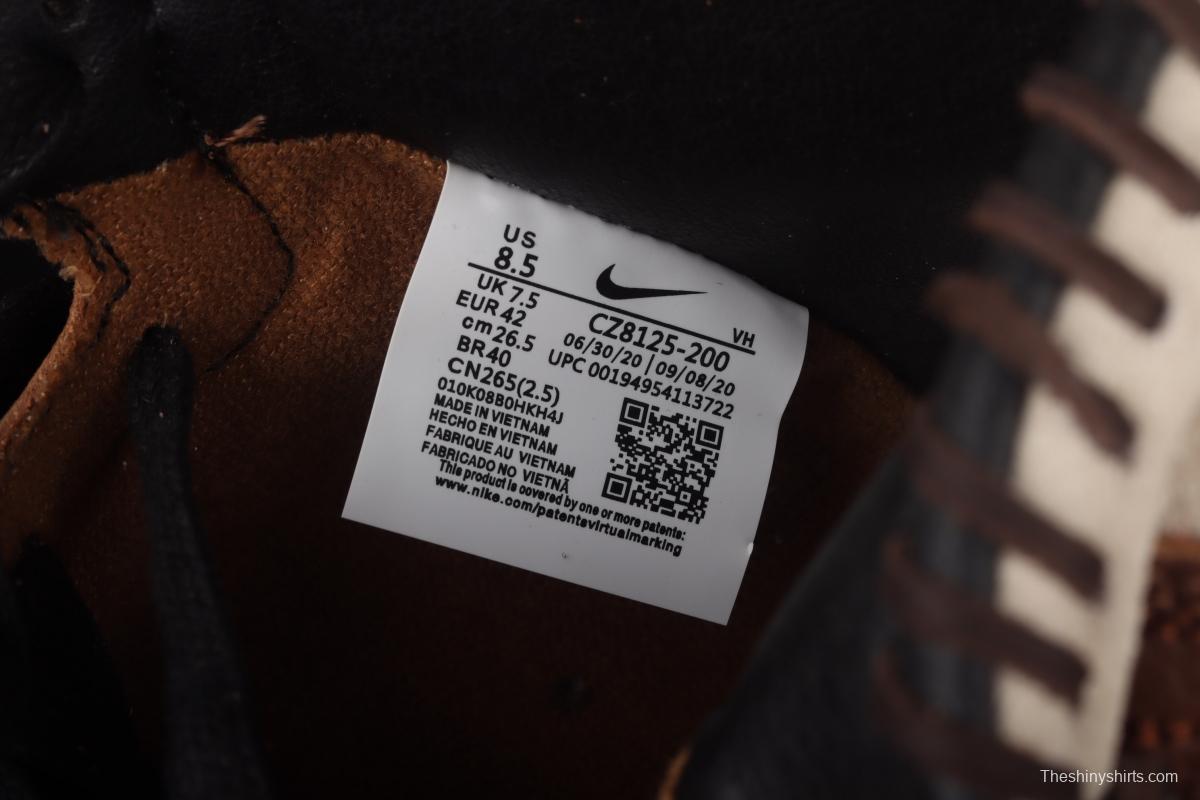 US
8.5
UK 7.5
EUR 42
cm 26.5
BR 40
CN 265(2.5)
010K08B0HKH4J
MADE IN VIETNAM
HECHO EN VIETNAM
FABRIQUE AU VIETNAM
FABRICADO NO VIETNÃ
This product is covered by one or more patents:
www.nike.com/patentsvirtualmarking
VH
CZ8125-200
06/30/20 | 09/08/20
UPC 00194954113722
Theshinyshirts.com